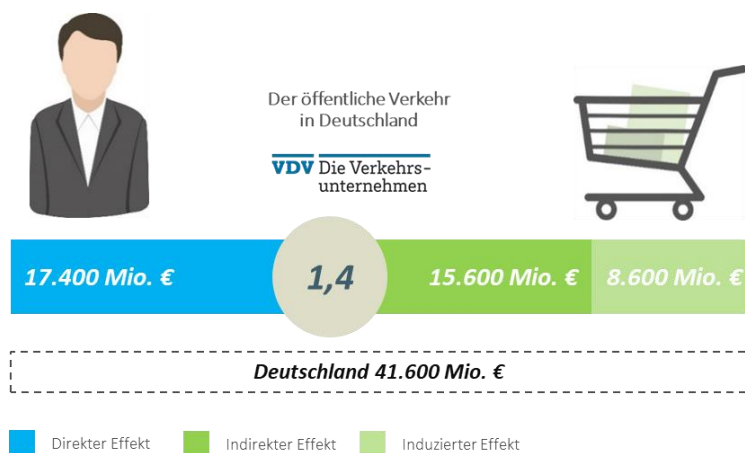 Der öffentliche Verkehr
in Deutschland
VDV Die Verkehrs-
unternehmen
17.400 Mio. €
1,4
15.600 Mio. €
8.600 Mio. €
Deutschland 41.600 Mio. €
Direkter Effekt
Indirekter Effekt
Induzierter Effekt